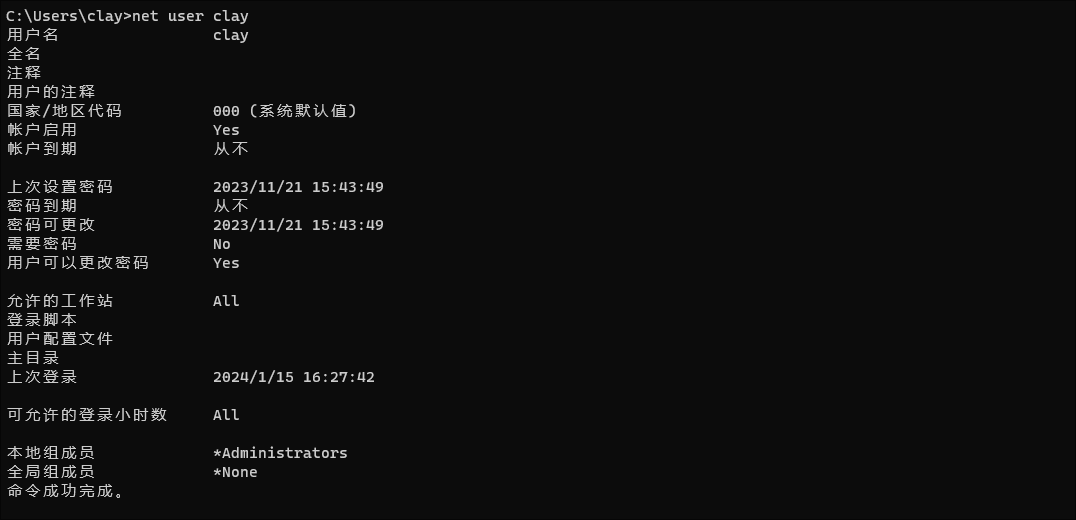 C:\Users\clay>net user clay
用户名 clay
全名
注释
用户的注释
国家/地区代码 000 (系统默认值)
帐户启用 Yes
帐户到期 从不
上次设置密码 2023/11/21 15:43:49
密码到期 从不
密码可更改 2023/11/21 15:43:49
需要密码 No
用户可以更改密码 Yes
允许的工作站 All
登录脚本
用户配置文件
主目录
上次登录 2024/1/15 16:27:42
可允许的登录小时数 All
本地组成员 *Administrators
全局组成员 *None
命令成功完成。